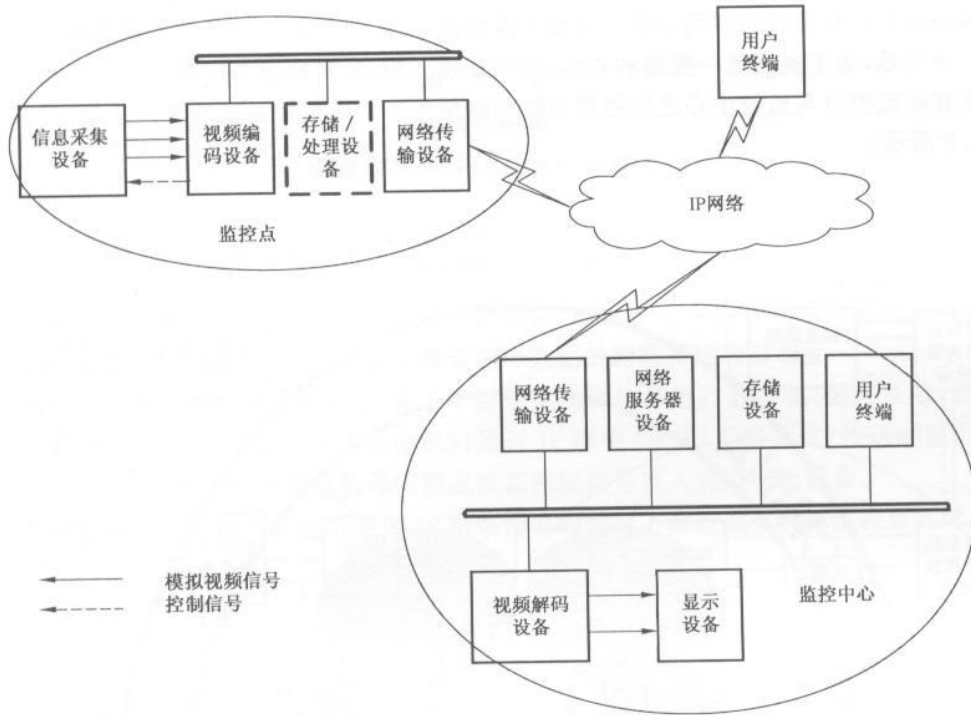 用户
终端
信息采集
设备
视频编
码设备
存储/
处理设
备
网络传
输设备
监控点
IP网络
网络传
输设备
网络
服务器
设备
存储
设备
用户
终端
视频解码
设备
显示
设备
监控中心
模拟视频信号
控制信号